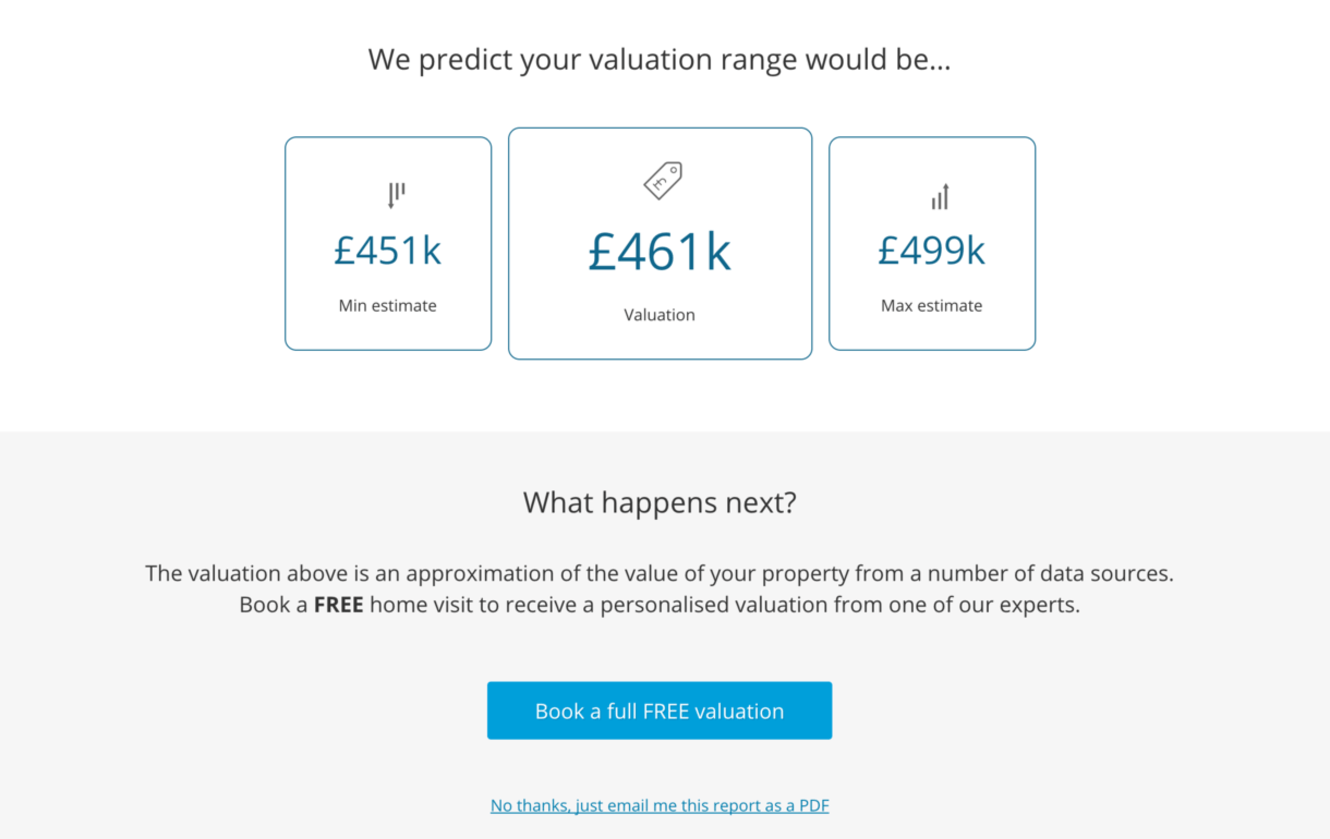 We predict your valuation range would be...
£451k
Min estimate
£
£461k
Valuation
£499k
Max estimate
What happens next?
The valuation above is an approximation of the value of your property from a number of data sources.
Book a FREE home visit to receive a personalised valuation from one of our experts.
Book a full FREE valuation
No thanks, just email me this report as a PDF